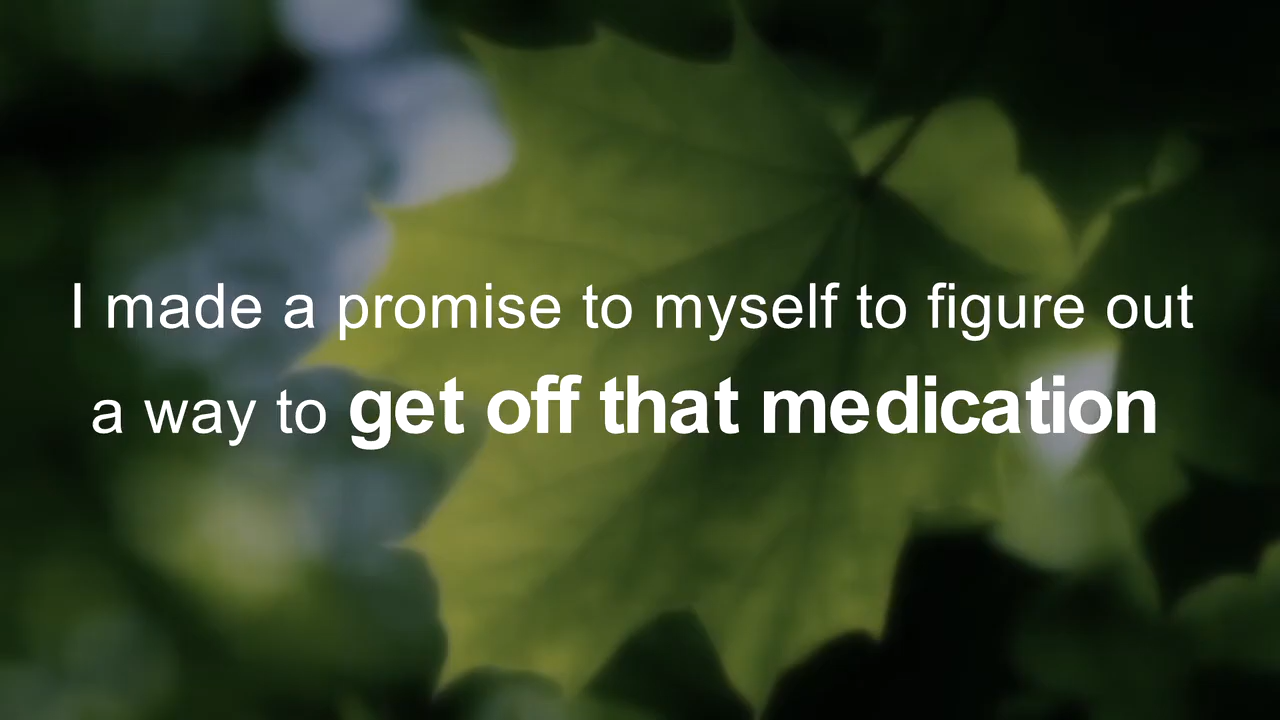 I made a promise to myself to figure out
a way to get off that medication